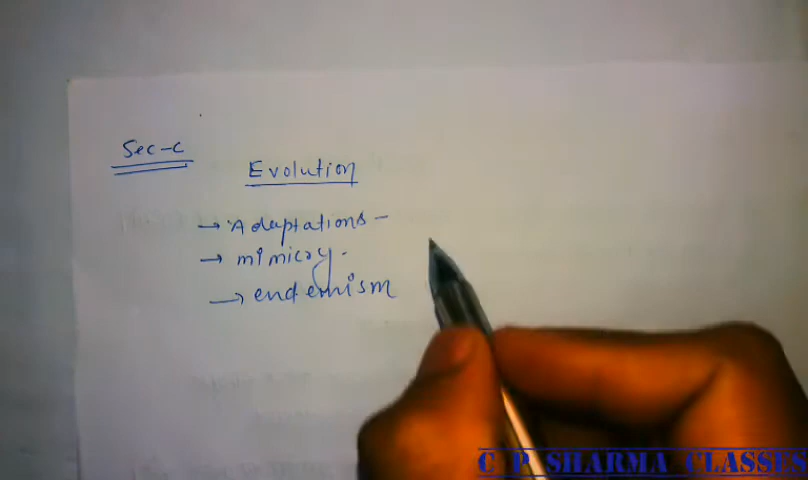 Sec-C
Evolution
→ Adaptations -
→ mimicry.
→ endemism
C P SHARMA CLASSES